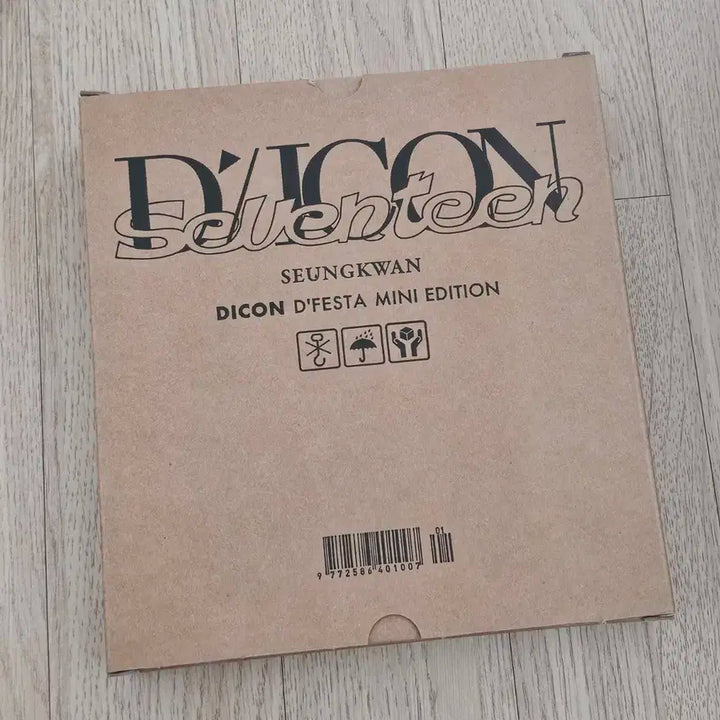 D'/ICON
Seventeen
SEUNGKWAN
DICON D'FESTA MINI EDITION
01
9 772586 401007